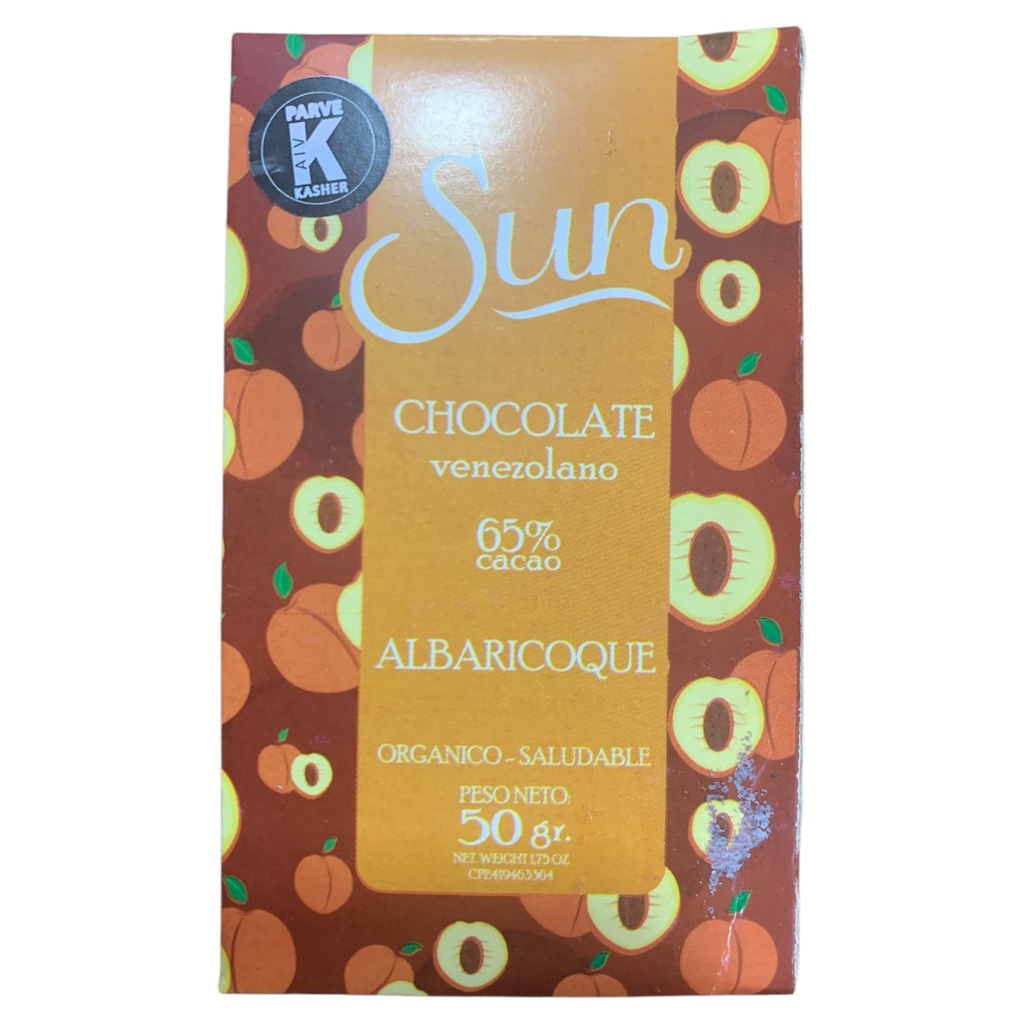 PARVE
K
AIV
KASHER
Sun
CHOCOLATE
venezolano
65%
cacao
ALBARICOQUE
ORGANICO - SALUDABLE
PESO NETO:
50 gr.
NET WEIGHT 1,75 OZ
CPE419463364